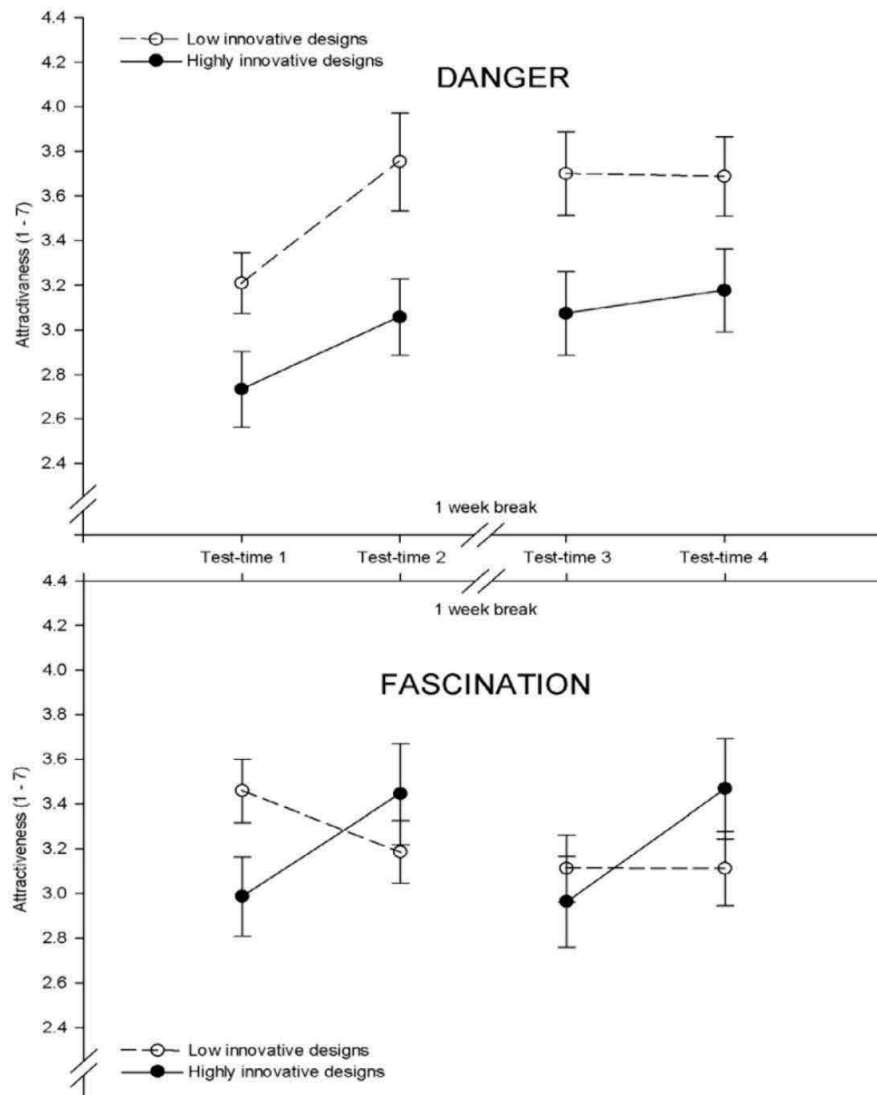 4.4
Low innovative designs
4.2
Highly innovative designs
DANGER
4.0
3.8
3.6
3.4
3.2
3.0
2.8
2.6
2.4
Attractivaness (1 - 7)
1 week break
Test-time 1
Test-time 2
Test-time 3
Test-time 4
4.4
1 week break
4.2
4.0
FASCINATION
3.8
3.6
3.4
3.2
3.0
2.8
2.6
2.4
Attractiveness (1 - 7)
Low innovative designs
Highly innovative designs